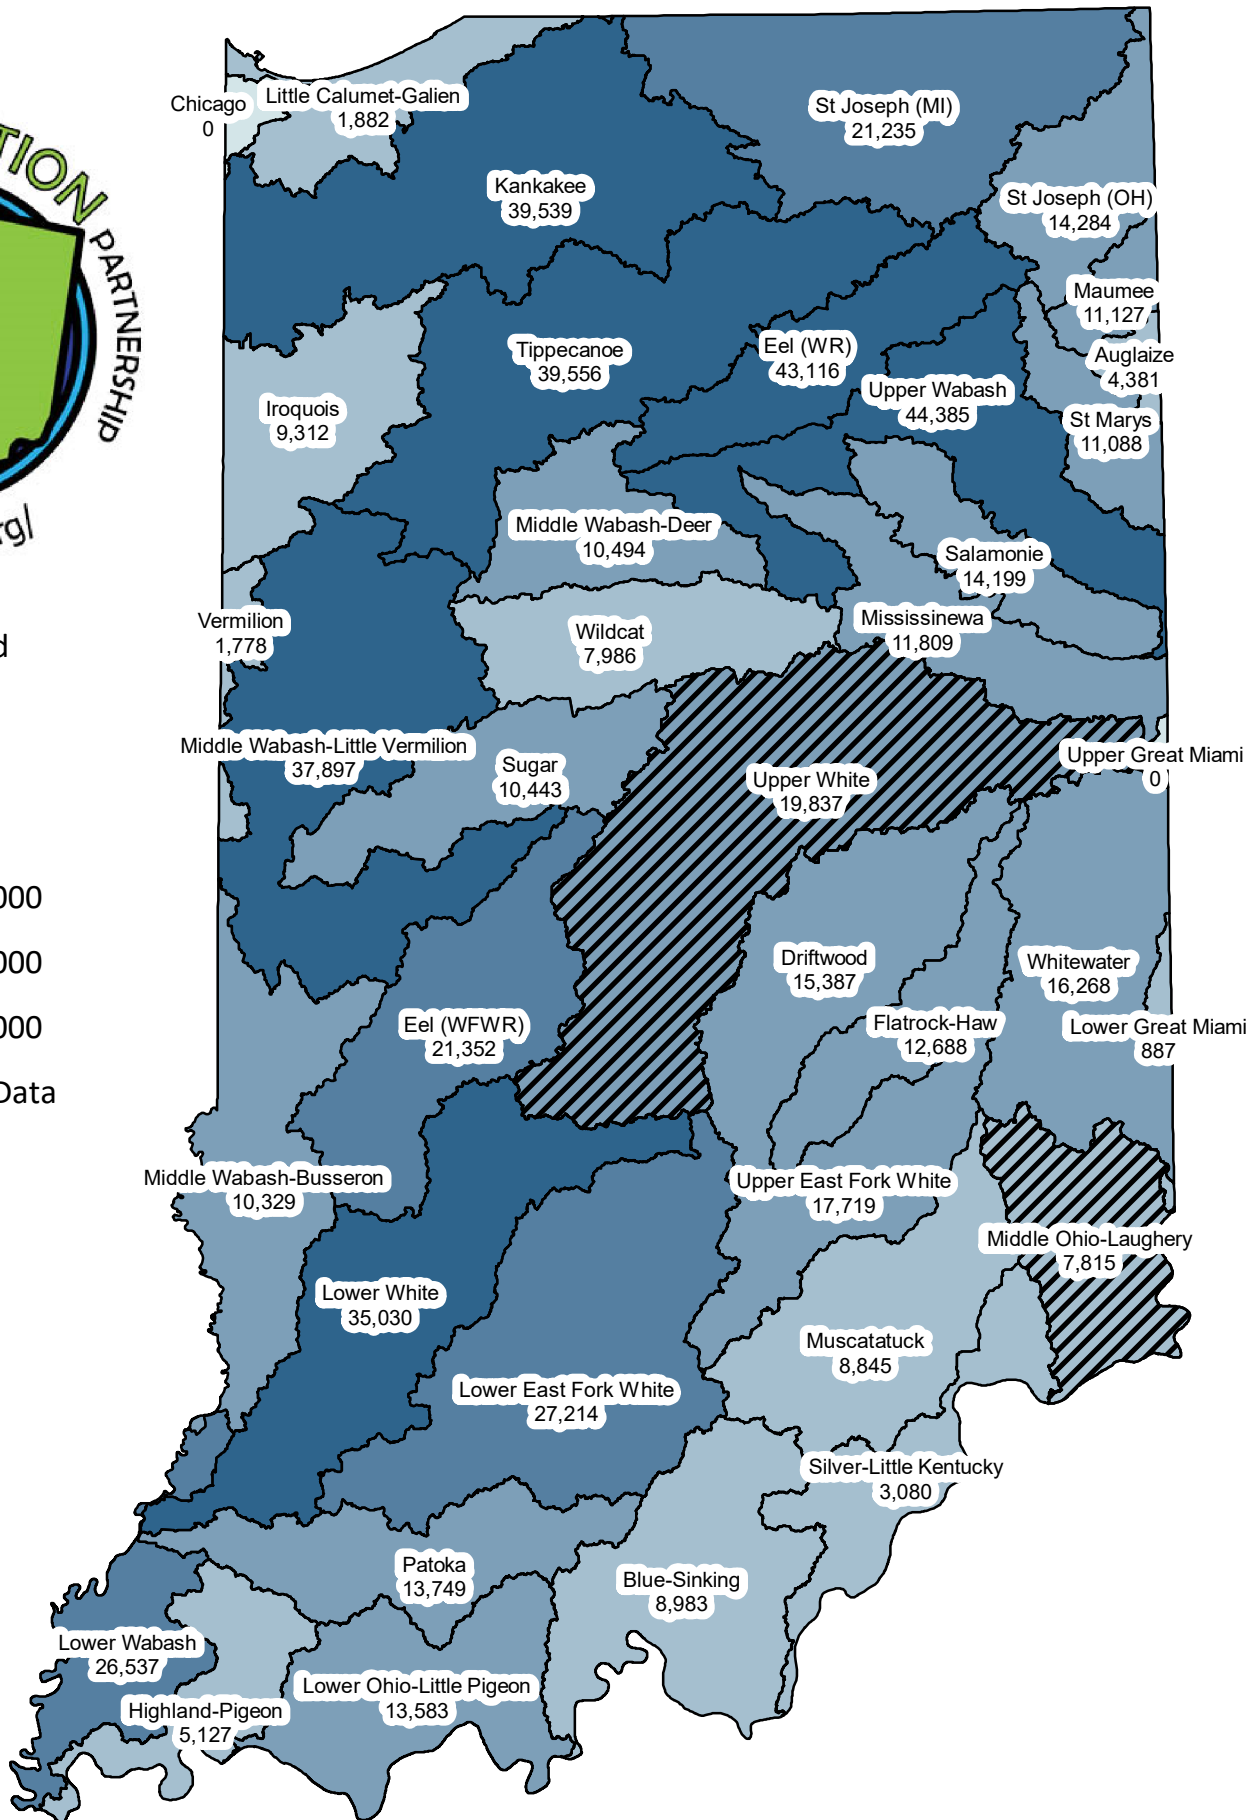 Chicago
0
Little Calumet-Galien
1,882
St Joseph (MI)
21,235
TION
PARTNERSHIP
Kankakee
39,539
St Joseph (OH)
14,284
Maumee
11,127
Tippecanoe
39,556
Eel (WR)
43,116
Auglaize
4,381
Upper Wabash
44,385
Iroquois
9,312
St Marys
11,088
rg/
Middle Wabash-Deer
10,494
Salamonie
14,199
Vermilion
1,778
d
Wildcat
7,986
Mississinewa
11,809
Middle Wabash-Little Vermilion
37,897
Sugar
10,443
Upper White
19,837
Upper Great Miami
0
000
000
000
Data
Driftwood
15,387
Whitewater
16,268
Eel (WFWR)
21,352
Flatrock-Haw
12,688
Lower Great Miami
887
Middle Wabash-Busseron
10,329
Upper East Fork White
17,719
Middle Ohio-Laughery
7,815
Lower White
35,030
Muscatatuck
8,845
Lower East Fork White
27,214
Silver-Little Kentucky
3,080
Patoka
13,749
Blue-Sinking
8,983
Lower Wabash
26,537
Lower Ohio-Little Pigeon
13,583
Highland-Pigeon
5,127